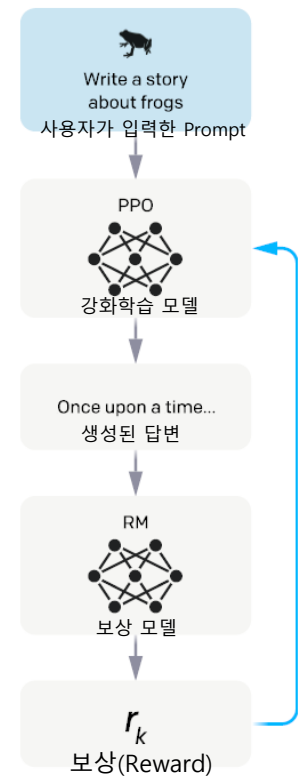 Write a story
about frogs
사용자가 입력한 Prompt
PPO
강화학습 모델
Once upon a time...
생성된 답변
RM
보상 모델
r_k
보상(Reward)